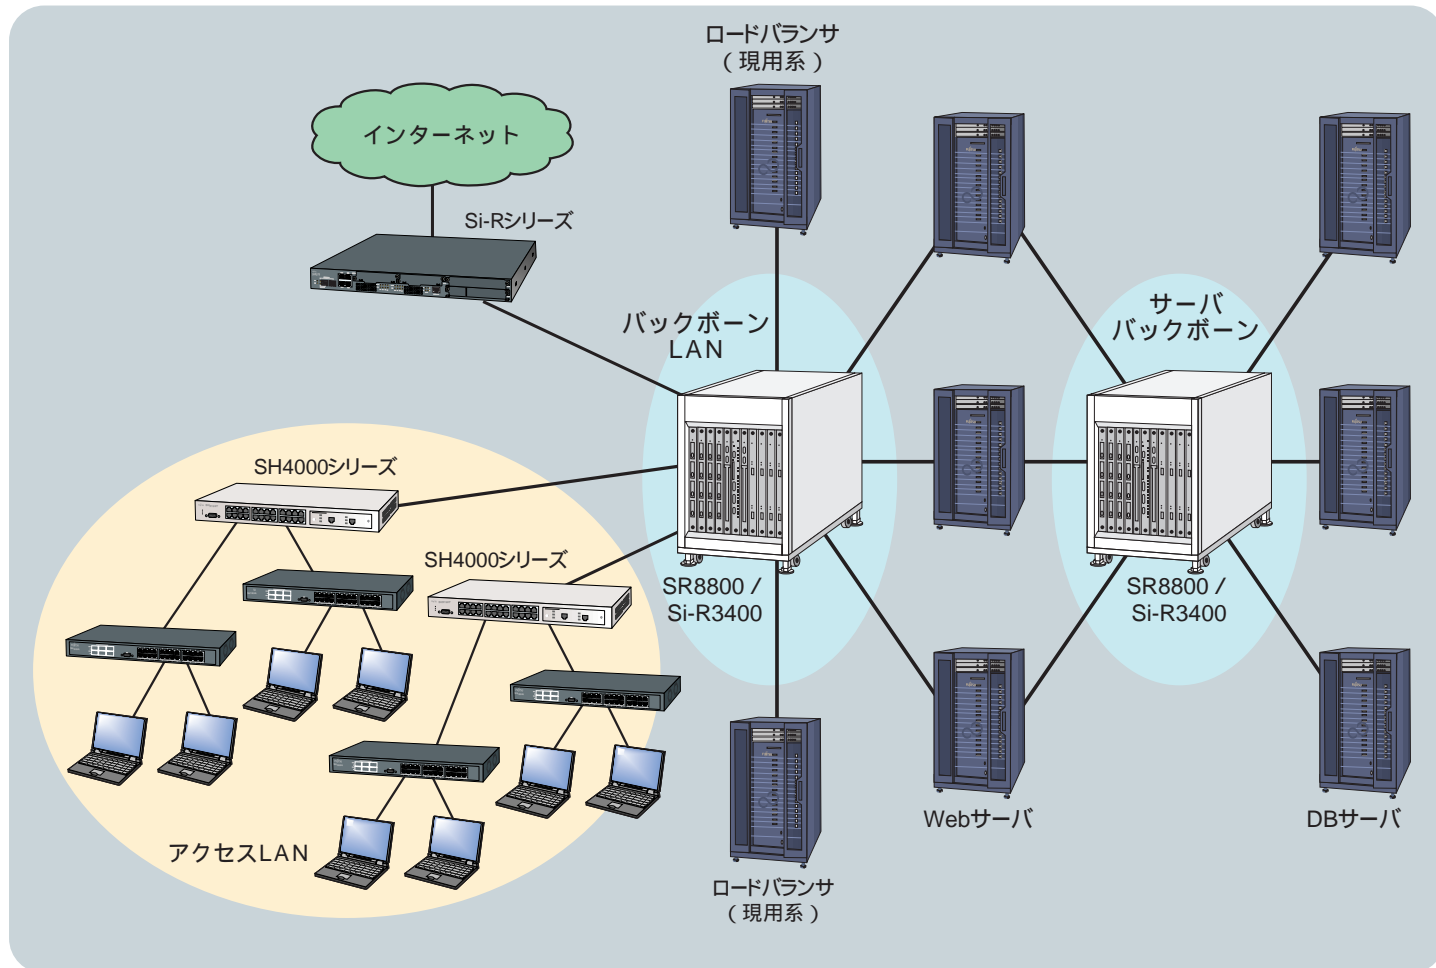 ロードバランサ
（現用系）
インターネット
Si-Rシリーズ
バックボーン
LAN
サーバ
バックボーン
SH4000シリーズ
SH4000シリーズ
SR8800 /
Si-R3400
SR8800 /
Si-R3400
アクセスLAN
Webサーバ
DBサーバ
ロードバランサ
（現用系）